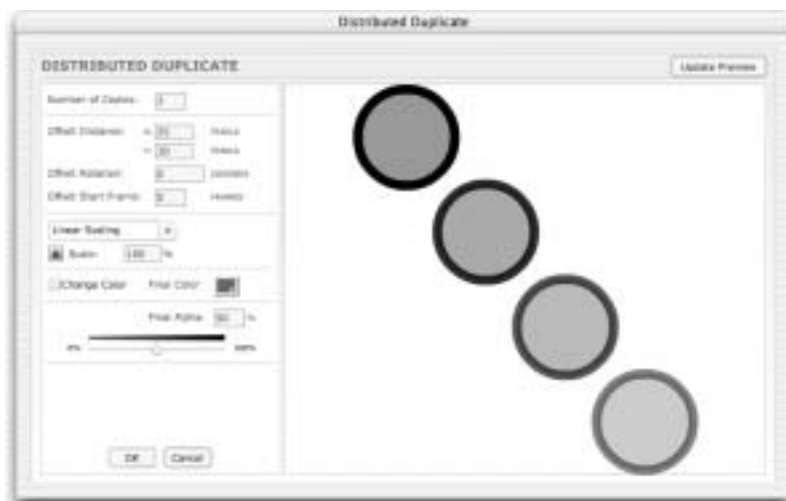 Distributed Duplicate
DISTRIBUTED DUPLICATE
Update Preview
Number of Copies:
Offset Distance: x:
PIXELS
y:
PIXELS
Offset Rotation: DEGREES
Offset Start Frame: FRAMES
Linear Scaling
Scale: 100 %
Change Color Final Color:
Final Alpha: 50 %
0% 100%
OK Cancel